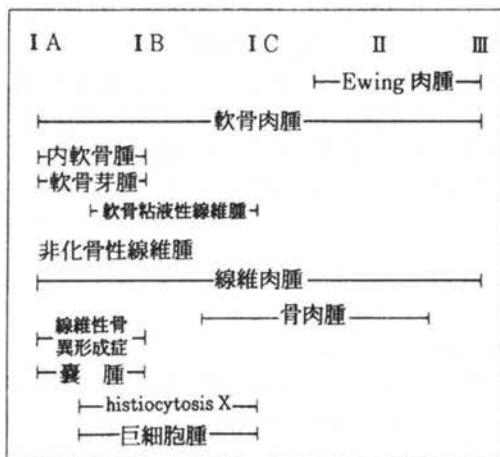 ⅠA ⅠB ⅠC Ⅱ Ⅲ
Ewing 肉腫
軟骨肉腫
内軟骨腫
軟骨芽腫
軟骨粘液性線維腫
非化骨性線維腫
線維肉腫
骨肉腫
線維性骨
異形成症
嚢 腫
histiocytosis X
巨細胞腫